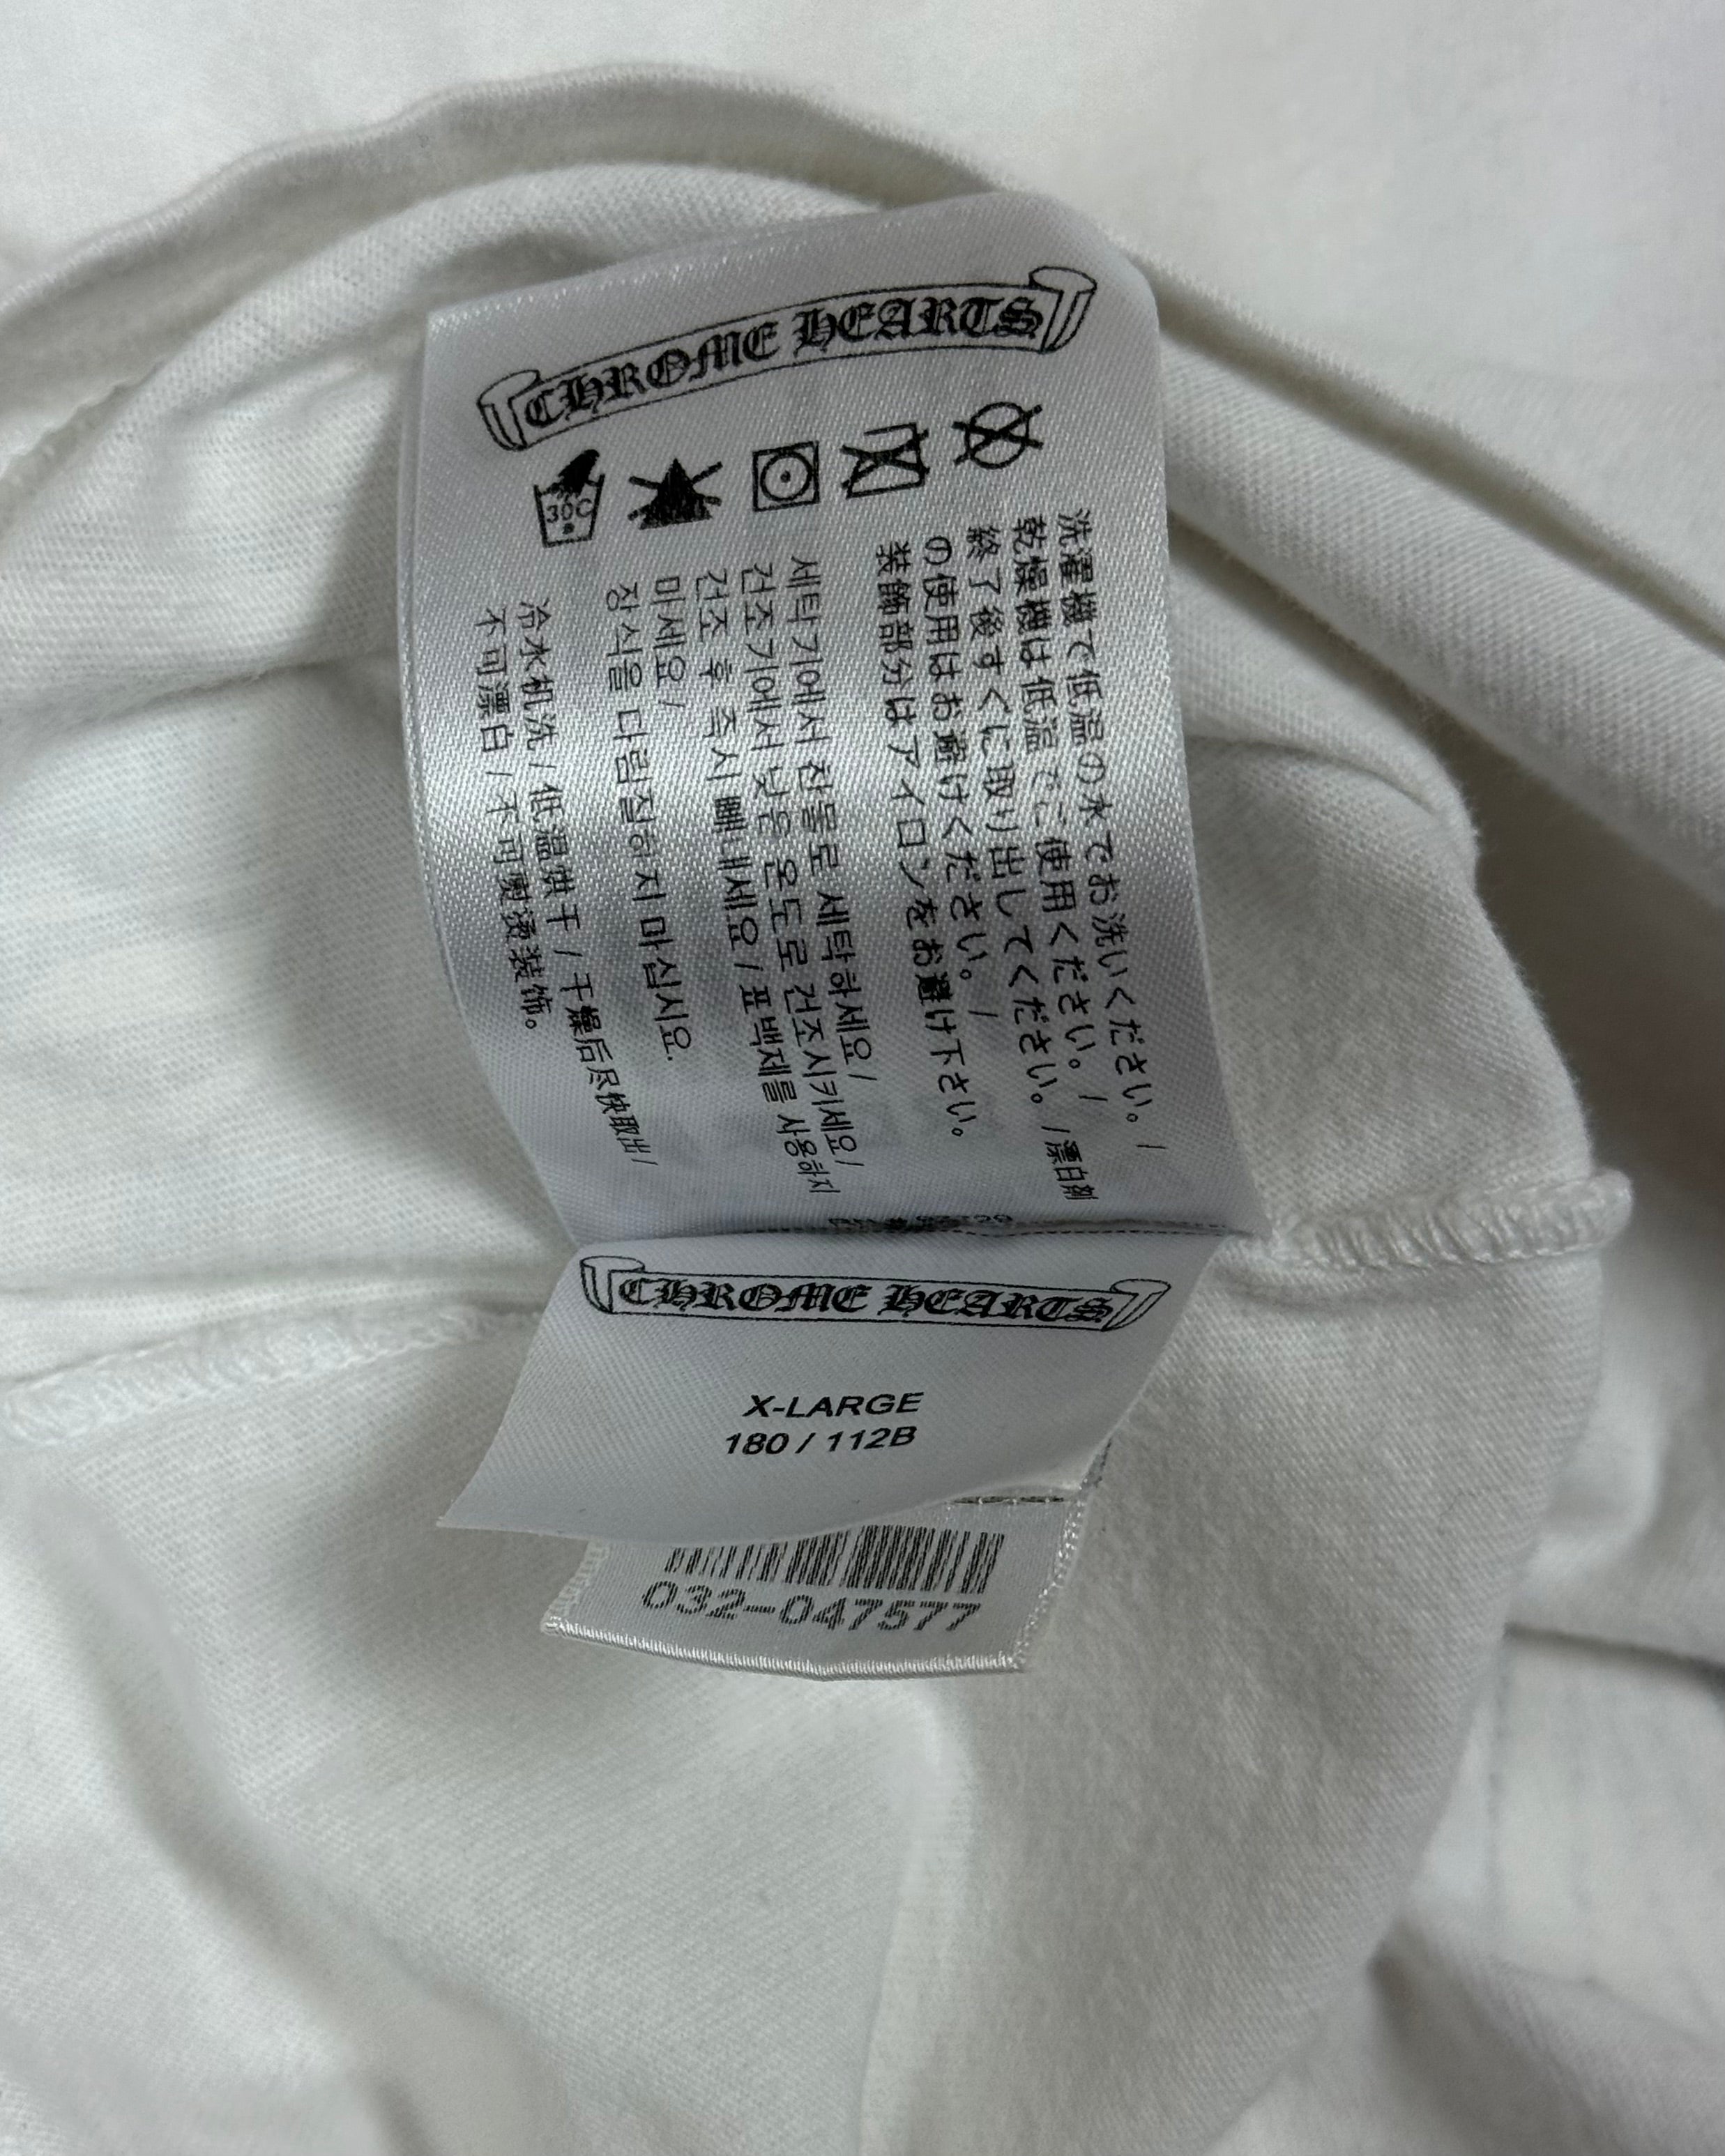 CHROME HEARTS
30C
洗濯機で低温の水でお洗いください。 /
乾燥機は低温でご使用ください。 /
終了後すぐに取り出してください。 / 漂白剤
の使用はお避けください。 /
装飾部分はアイロンをお避け下さい。
세탁기에서 찬물로 세탁하세요 /
건조기에서 낮은 온도로 건조시키세요 /
건조 후 즉시 빼내세요 / 표백제를 사용하지
마세요 /
장식을 다림질하지 마십시요.
冷水机洗 / 低溫烘干 / 干燥后尽快取出 /
不可漂白 / 不可熨烫装饰。
CHROME HEARTS
X-LARGE
180 / 112B
032-047577